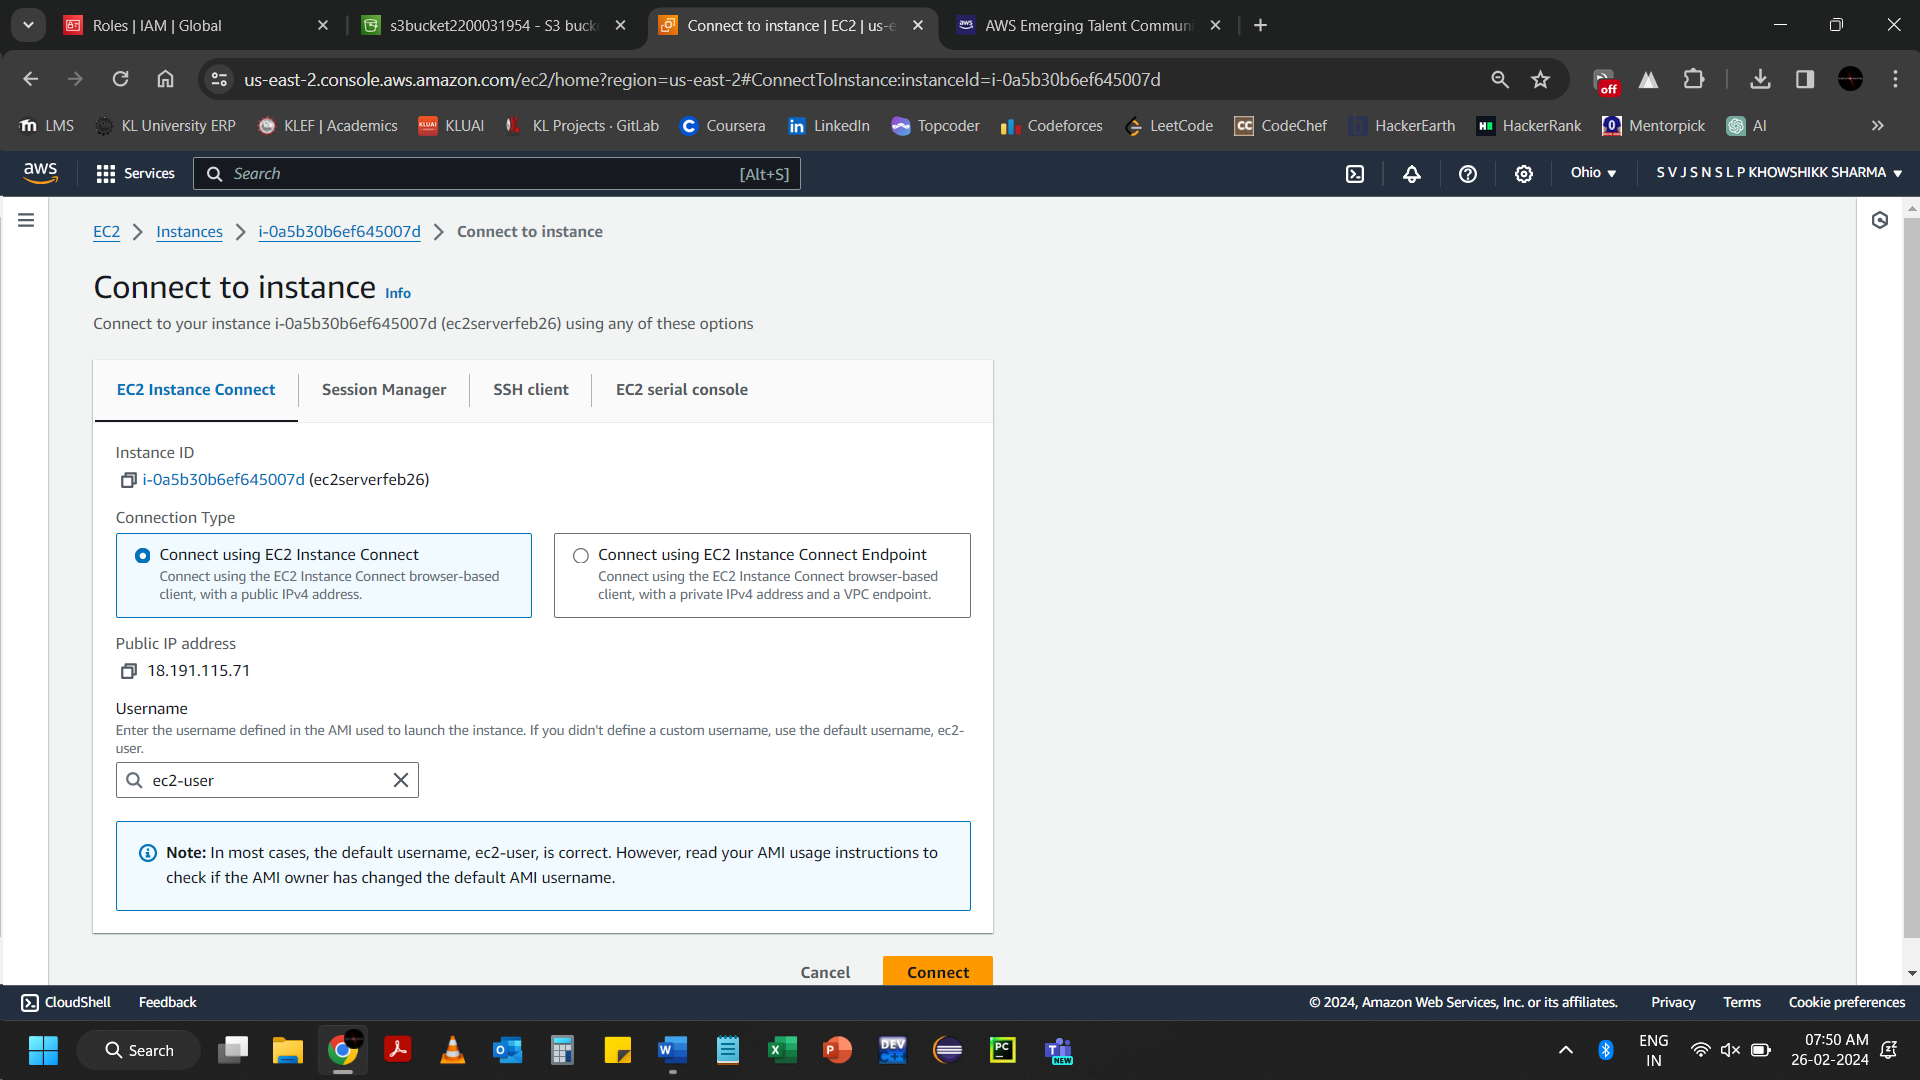 Roles | IAM | Global
s3bucket2200031954 - S3 buck
Connect to instance | EC2 | us-e
AWS Emerging Talent Communi
us-east-2.console.aws.amazon.com/ec2/home?region=us-east-2#ConnectToInstance:instanceId=i-0a5b30b6ef645007d
off
LMS
KL University ERP
KLEF | Academics
KLUAI
KL Projects · GitLab
Coursera
LinkedIn
Topcoder
Codeforces
LeetCode
CodeChef
HackerEarth
HackerRank
Mentorpick
AI
aws
Services
Search
[Alt+S]
Ohio
S V J S N S L P KHOWSHIKK SHARMA
EC2
Instances
i-0a5b30b6ef645007d
Connect to instance
Connect to instance Info
Connect to your instance i-0a5b30b6ef645007d (ec2serverfeb26) using any of these options
EC2 Instance Connect
Session Manager
SSH client
EC2 serial console
Instance ID
i-0a5b30b6ef645007d (ec2serverfeb26)
Connection Type
Connect using EC2 Instance Connect
Connect using the EC2 Instance Connect browser-based
client, with a public IPv4 address.
Connect using EC2 Instance Connect Endpoint
Connect using the EC2 Instance Connect browser-based
client, with a private IPv4 address and a VPC endpoint.
Public IP address
18.191.115.71
Username
Enter the username defined in the AMI used to launch the instance. If you didn't define a custom username, use the default username, ec2-
user.
ec2-user
Note: In most cases, the default username, ec2-user, is correct. However, read your AMI usage instructions to
check if the AMI owner has changed the default AMI username.
Cancel
Connect
CloudShell
Feedback
© 2024, Amazon Web Services, Inc. or its affiliates.
Privacy
Terms
Cookie preferences
Search
DEV
PC
NEW
ENG
IN
07:50 AM
26-02-2024